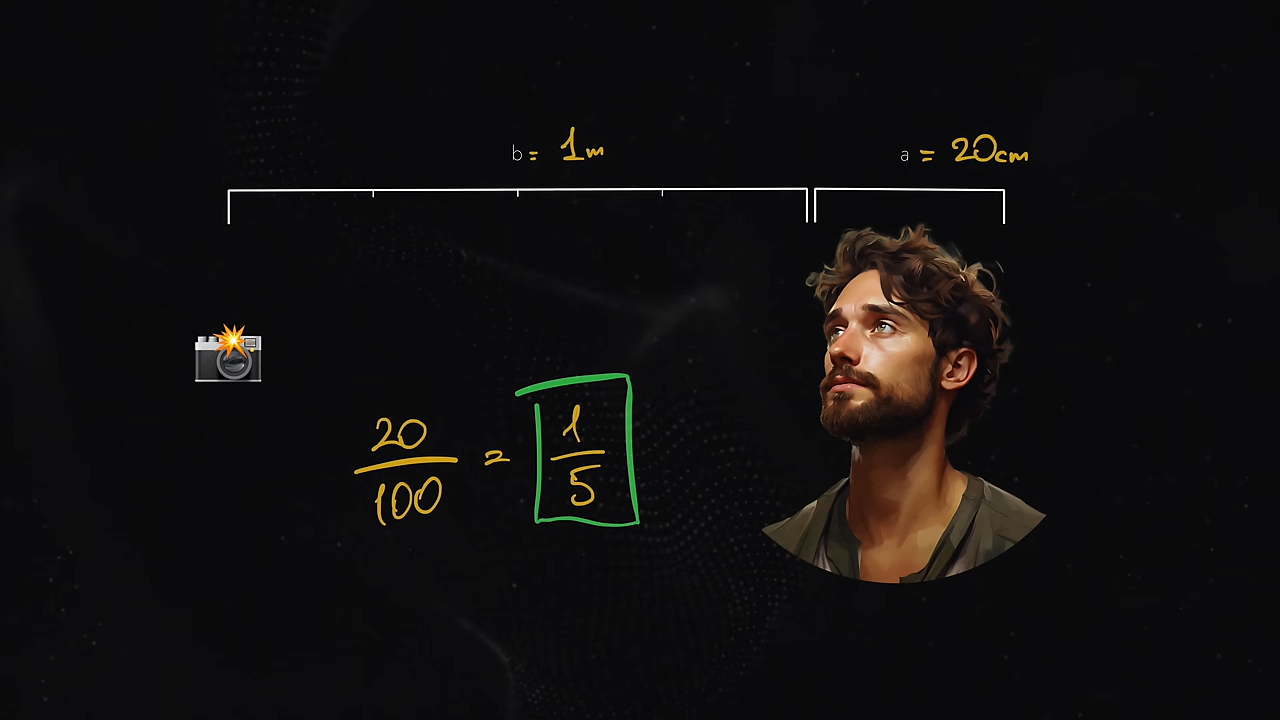 b = 1m
a = 20cm
20/100 = 1/5